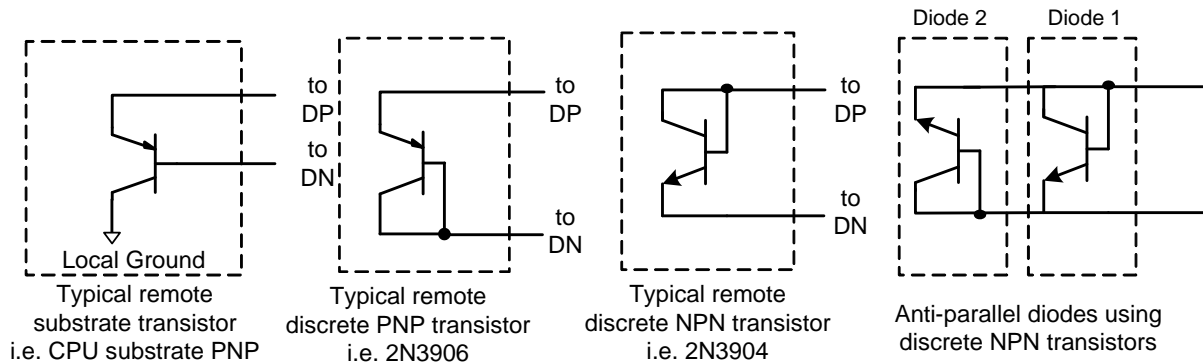 Diode 2
Diode 1
to
DP
to
DN
Local Ground
Typical remote
substrate transistor
i.e. CPU substrate PNP
to
DP
to
DN
Typical remote
discrete PNP transistor
i.e. 2N3906
to
DP
to
DN
Typical remote
discrete NPN transistor
i.e. 2N3904
Anti-parallel diodes using
discrete NPN transistors